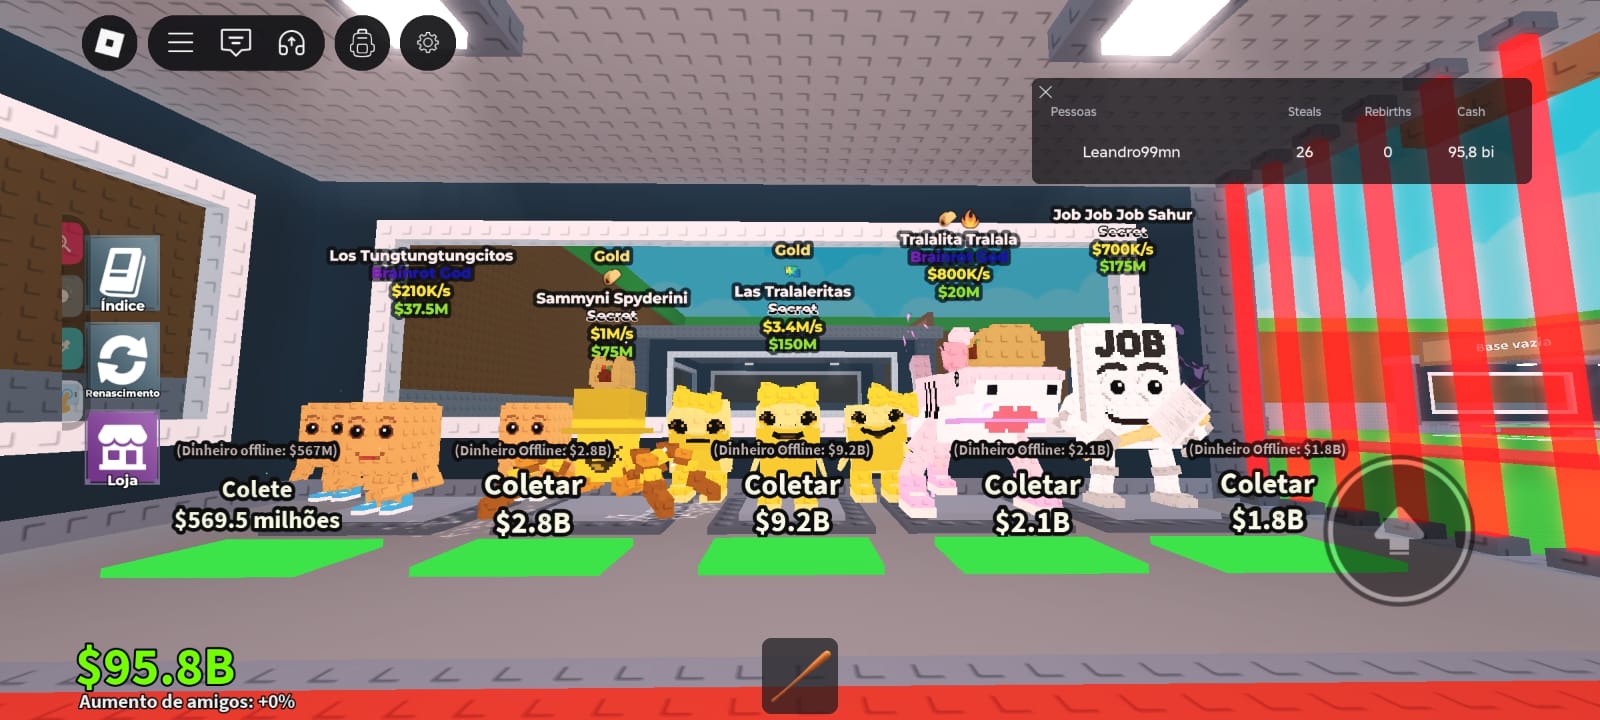 Pessoas Steals Rebirths Cash
Leandro99mn 26 0 95,8 bi
Los Tungtungtungcitos
Brainrot God
$210K/s
$37.5M
Gold
Sammyni Spyderini
Secret
$1M/s
$75M
Gold
Las Tralaleritas
Secret
$3.4M/s
$150M
Tralalita Tralala
Brainrot God
$800K/s
$20M
Job Job Job Sahur
Secret
$700K/s
$175M
JOB
Base vazia
Índice
Renascimento
Loja
(Dinheiro Offline: $567M)
Colete
$569.5 milhões
(Dinheiro Offline: $2.8B)
Coletar
$2.8B
(Dinheiro Offline: $9.2B)
Coletar
$9.2B
(Dinheiro Offline: $2.1B)
Coletar
$2.1B
(Dinheiro Offline: $1.8B)
Coletar
$1.8B
$95.8B
Aumento de amigos: +0%